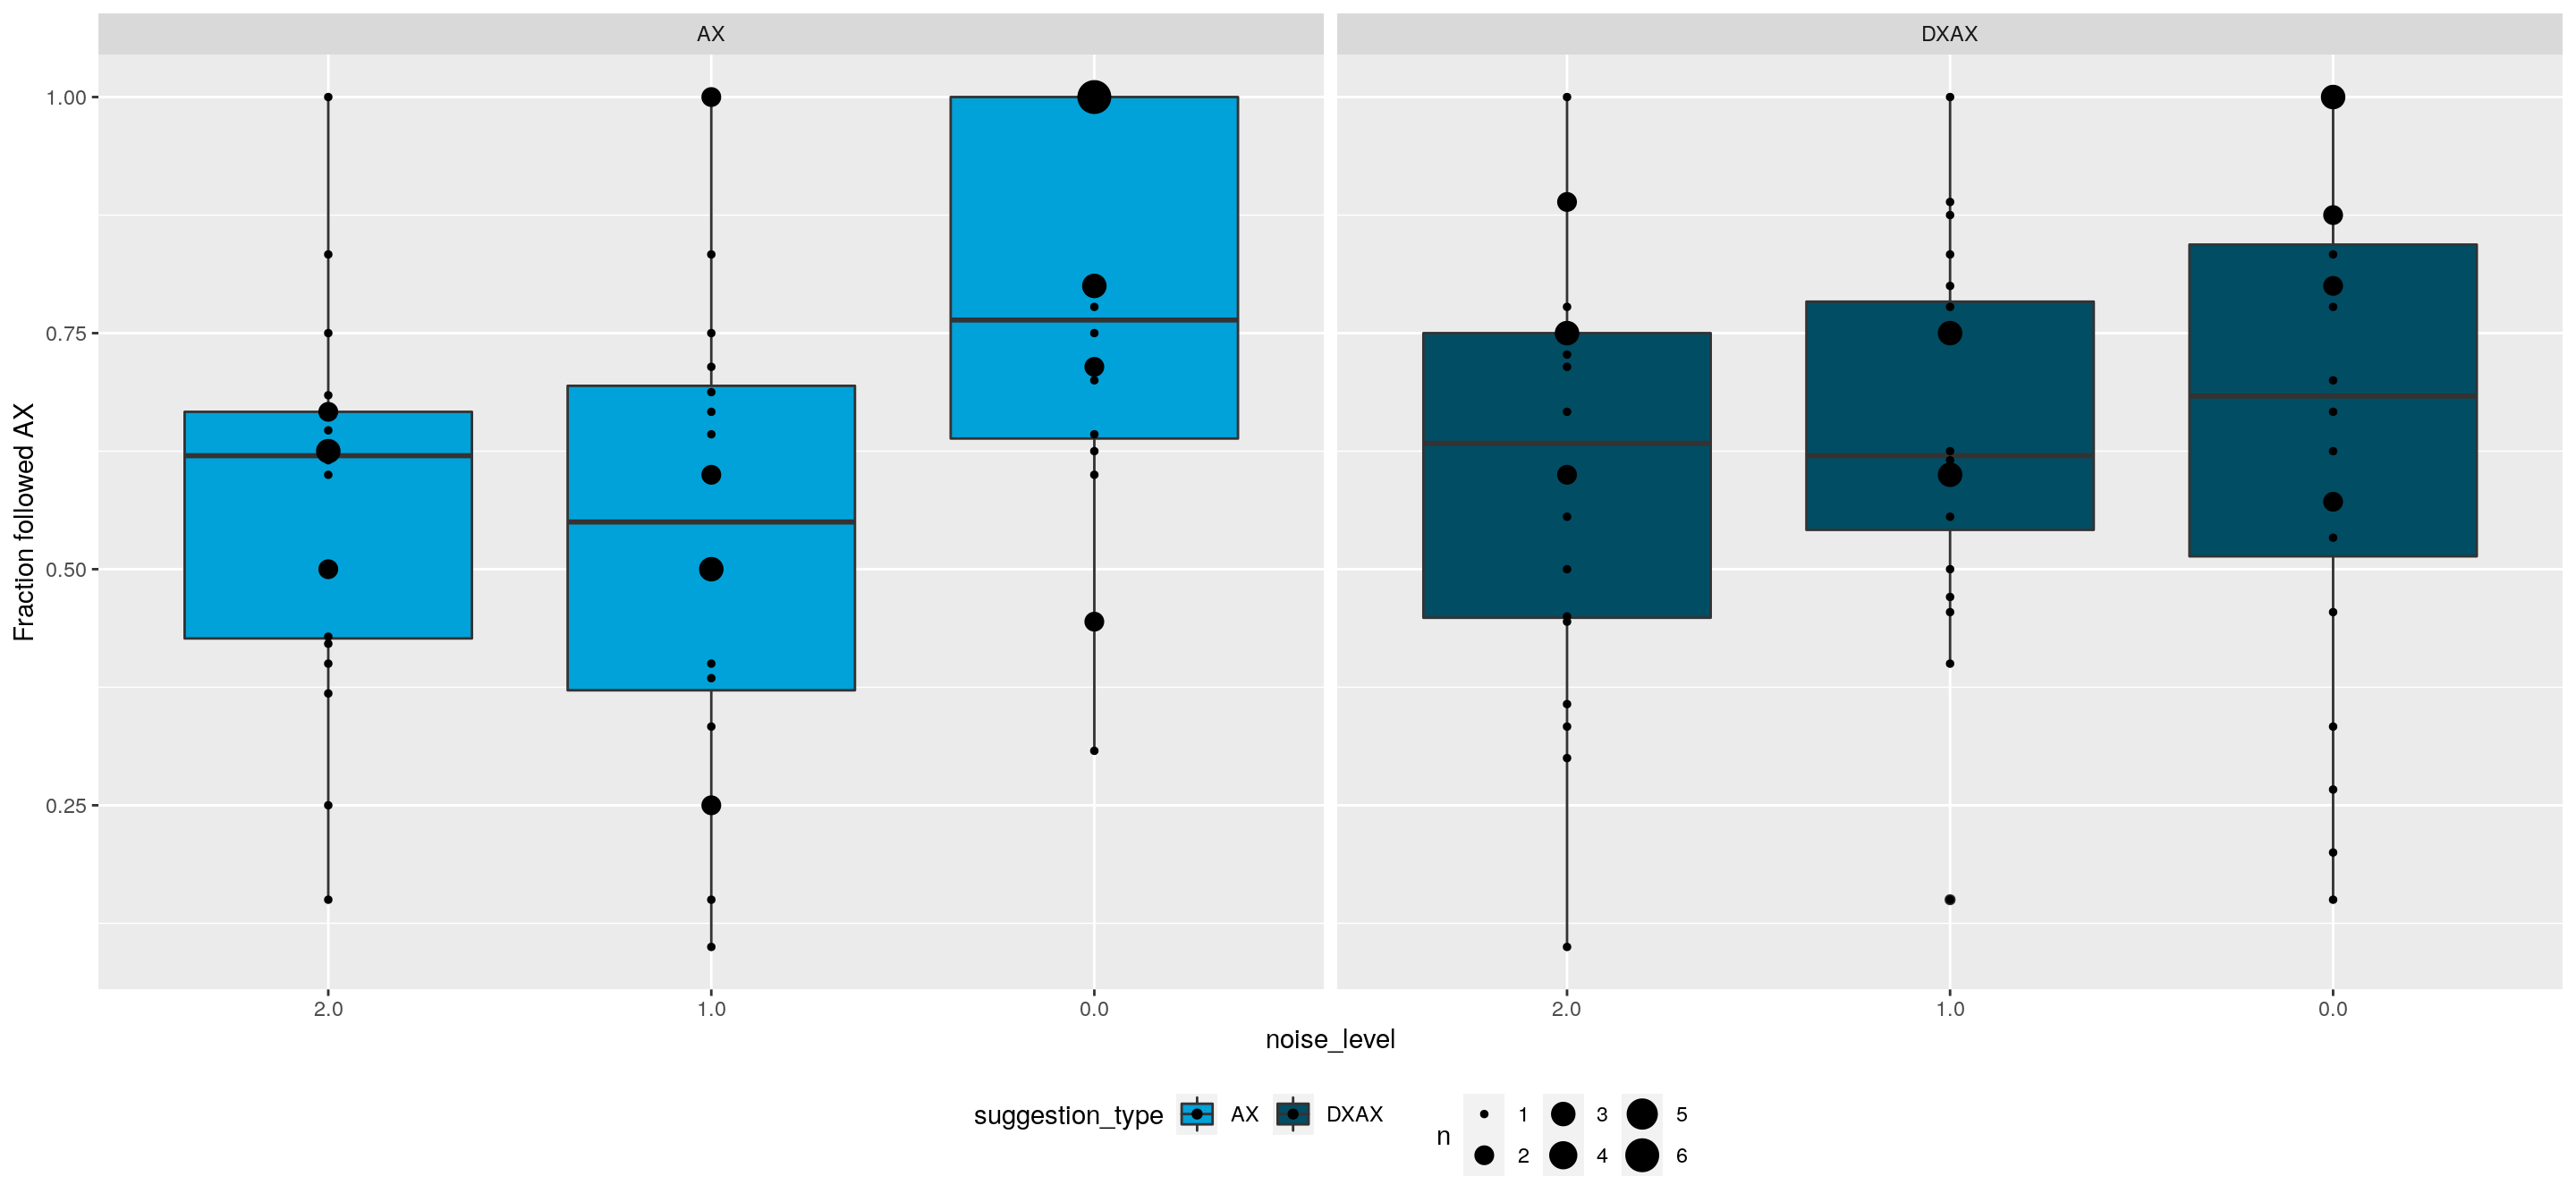 AX
DXAX
Fraction followed AX
1.00
0.75
0.50
0.25
2.0 1.0 0.0 2.0 1.0 0.0
noise_level
suggestion_type AX DXAX
n
1 3 5
2 4 6